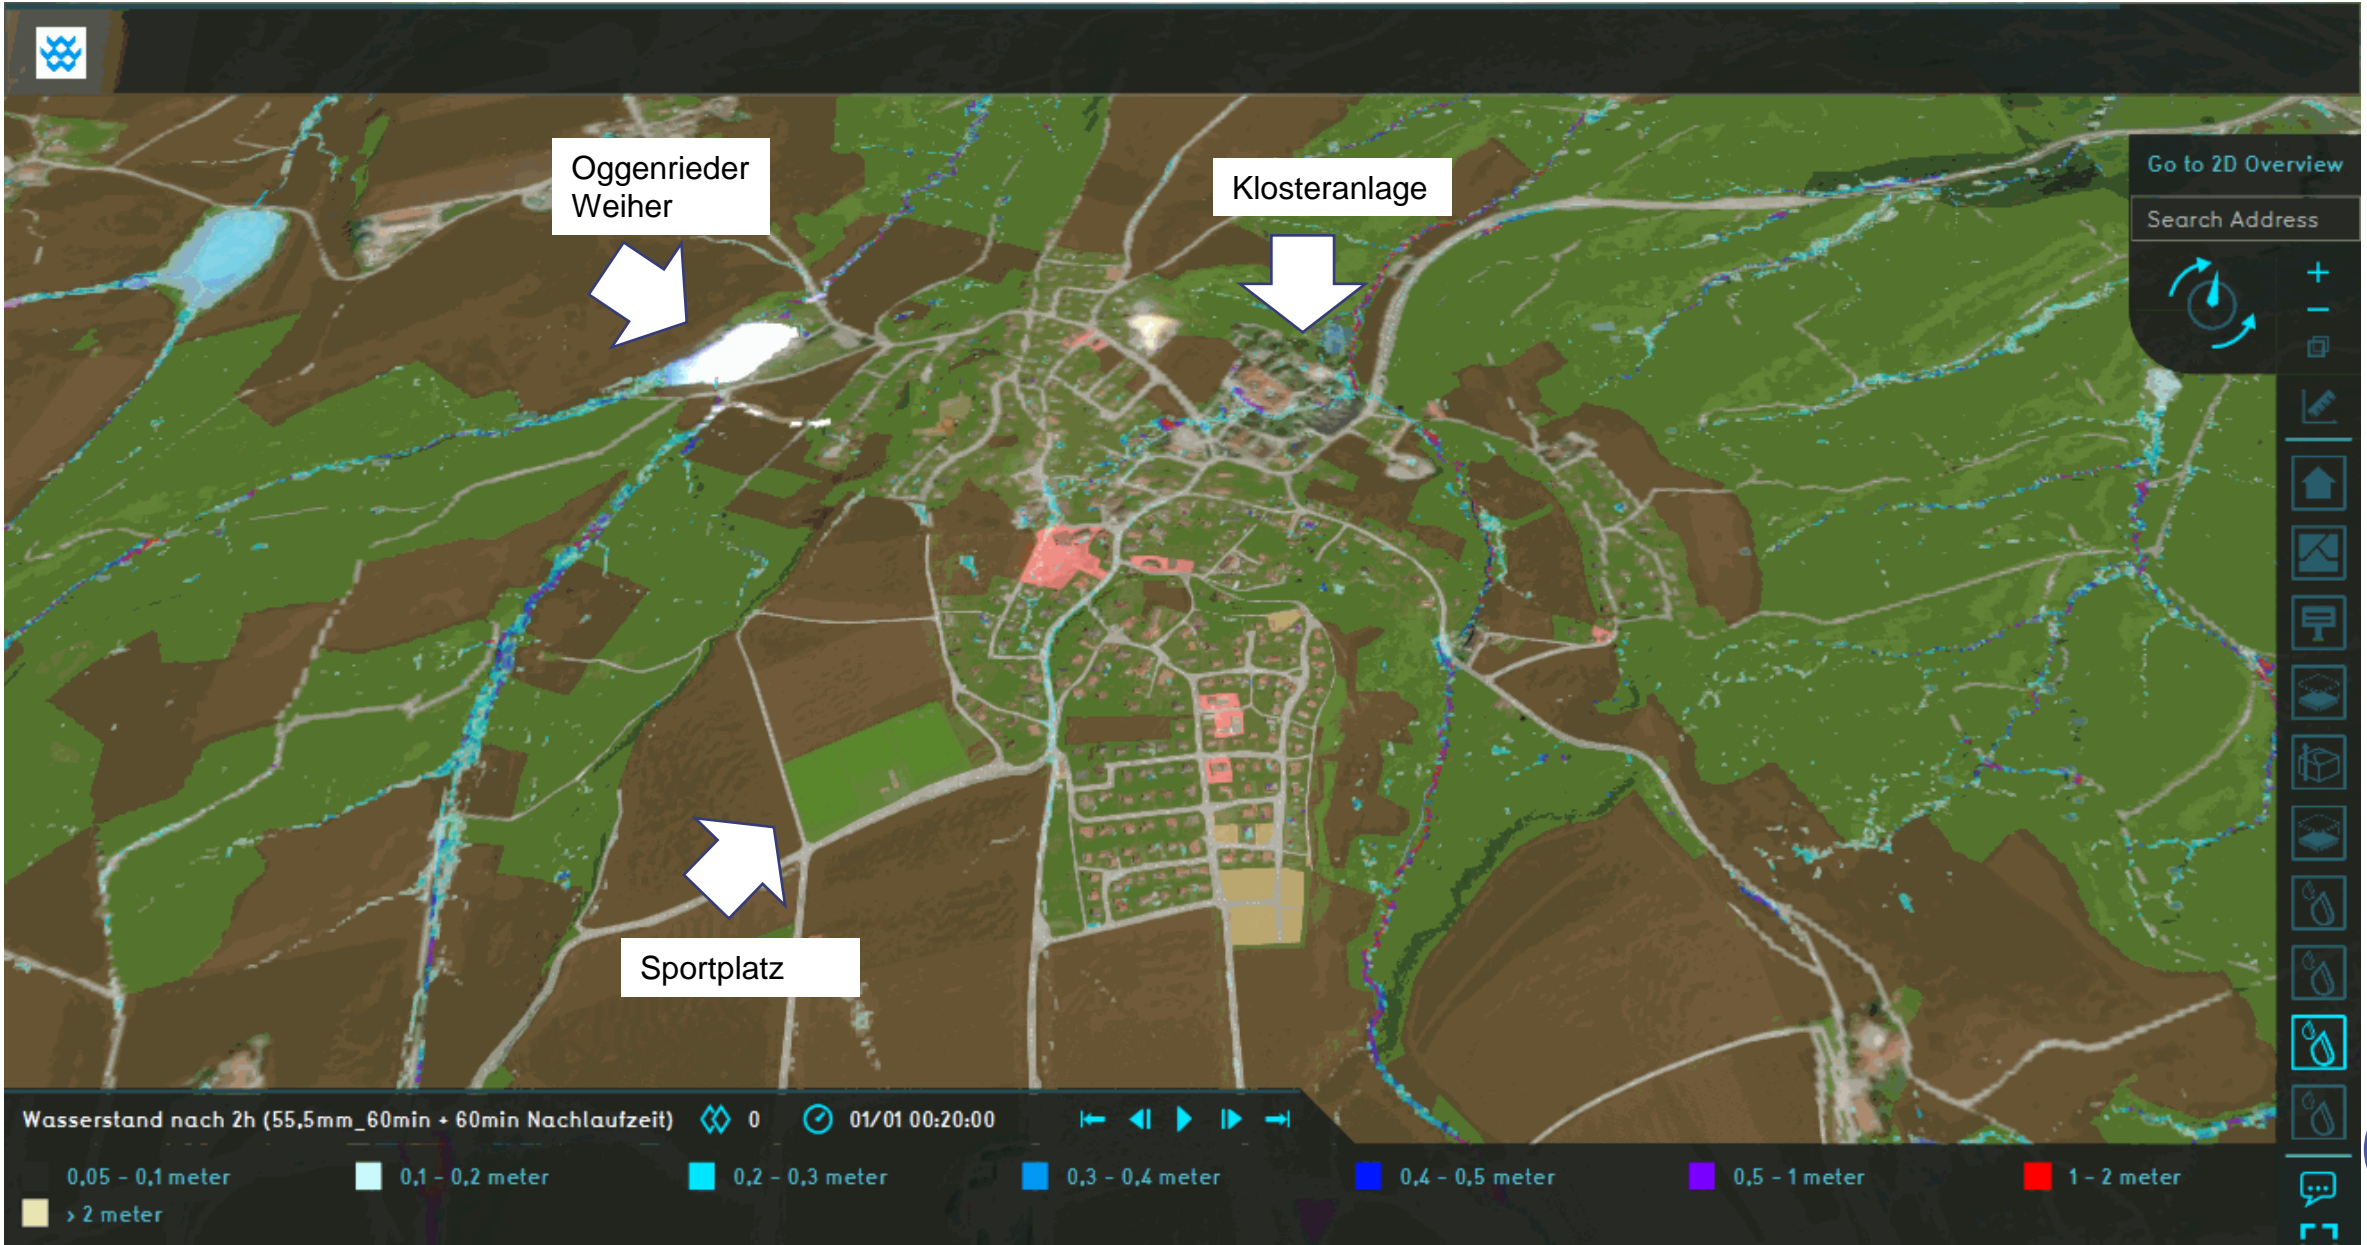 Oggenrieder
Weiher
Klosteranlage
Go to 2D Overview
Search Address
Sportplatz
Wasserstand nach 2h (55,5mm_60min + 60min Nachlaufzeit) 0 01/01 00:20:00
0,05 - 0,1 meter 0,1 - 0,2 meter 0,2 - 0,3 meter 0,3 - 0,4 meter 0,4 - 0,5 meter 0,5 - 1 meter 1 - 2 meter
> 2 meter